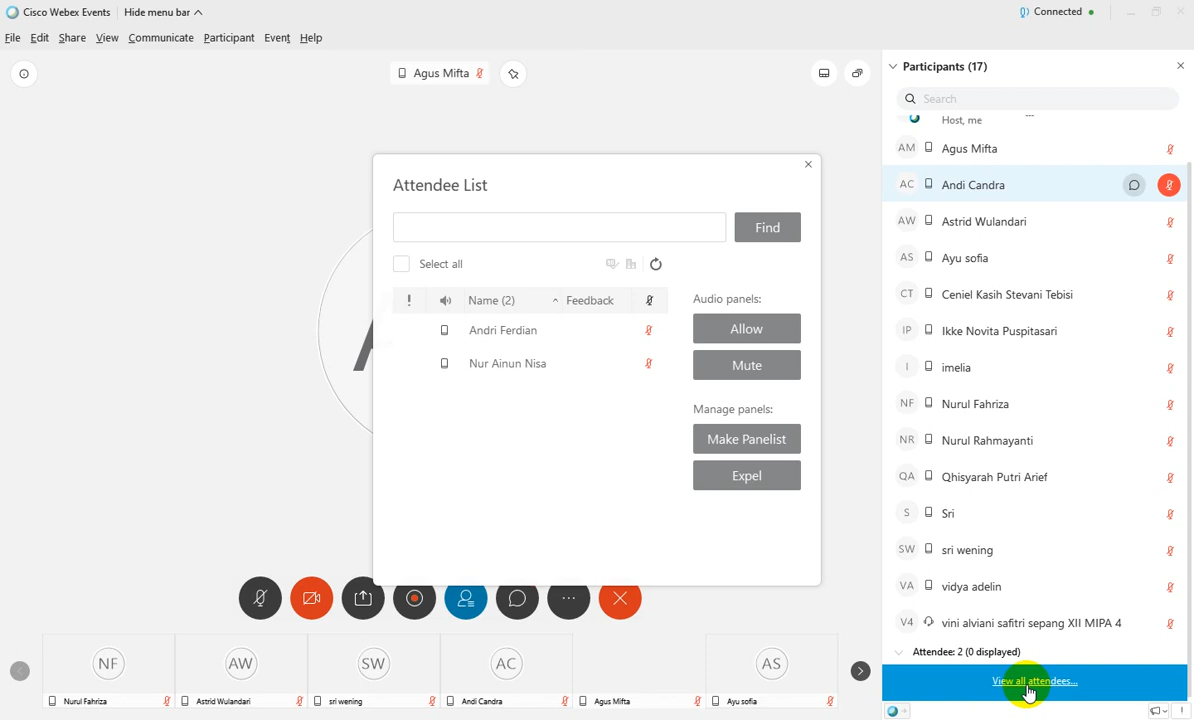 Cisco Webex Events Hide menu bar Connected
File Edit Share View Communicate Participant Event Help
Agus Mifta
Participants (17)
Search
Host, me
AM Agus Mifta
AC Andi Candra
AW Astrid Wulandari
AS Ayu sofia
CT Ceniel Kasih Stevani Tebisi
IP Ikke Novita Puspitasari
I imelia
NF Nurul Fahriza
NR Nurul Rahmayanti
QA Qhisyarah Putri Arief
S Sri
SW sri wening
VA vidya adelin
V4 vini alviani safitri sepang XII MIPA 4
Attendee: 2 (0 displayed)
View all attendees...
Attendee List
Find
Select all
! Name (2) Feedback
Andri Ferdian
Nur Ainun Nisa
Audio panels:
Allow
Mute
Manage panels:
Make Panelist
Expel
NF AW SW AC AS
Nurul Fahriza Astrid Wulandari sri wening Andi Candra Agus Mifta Ayu sofia